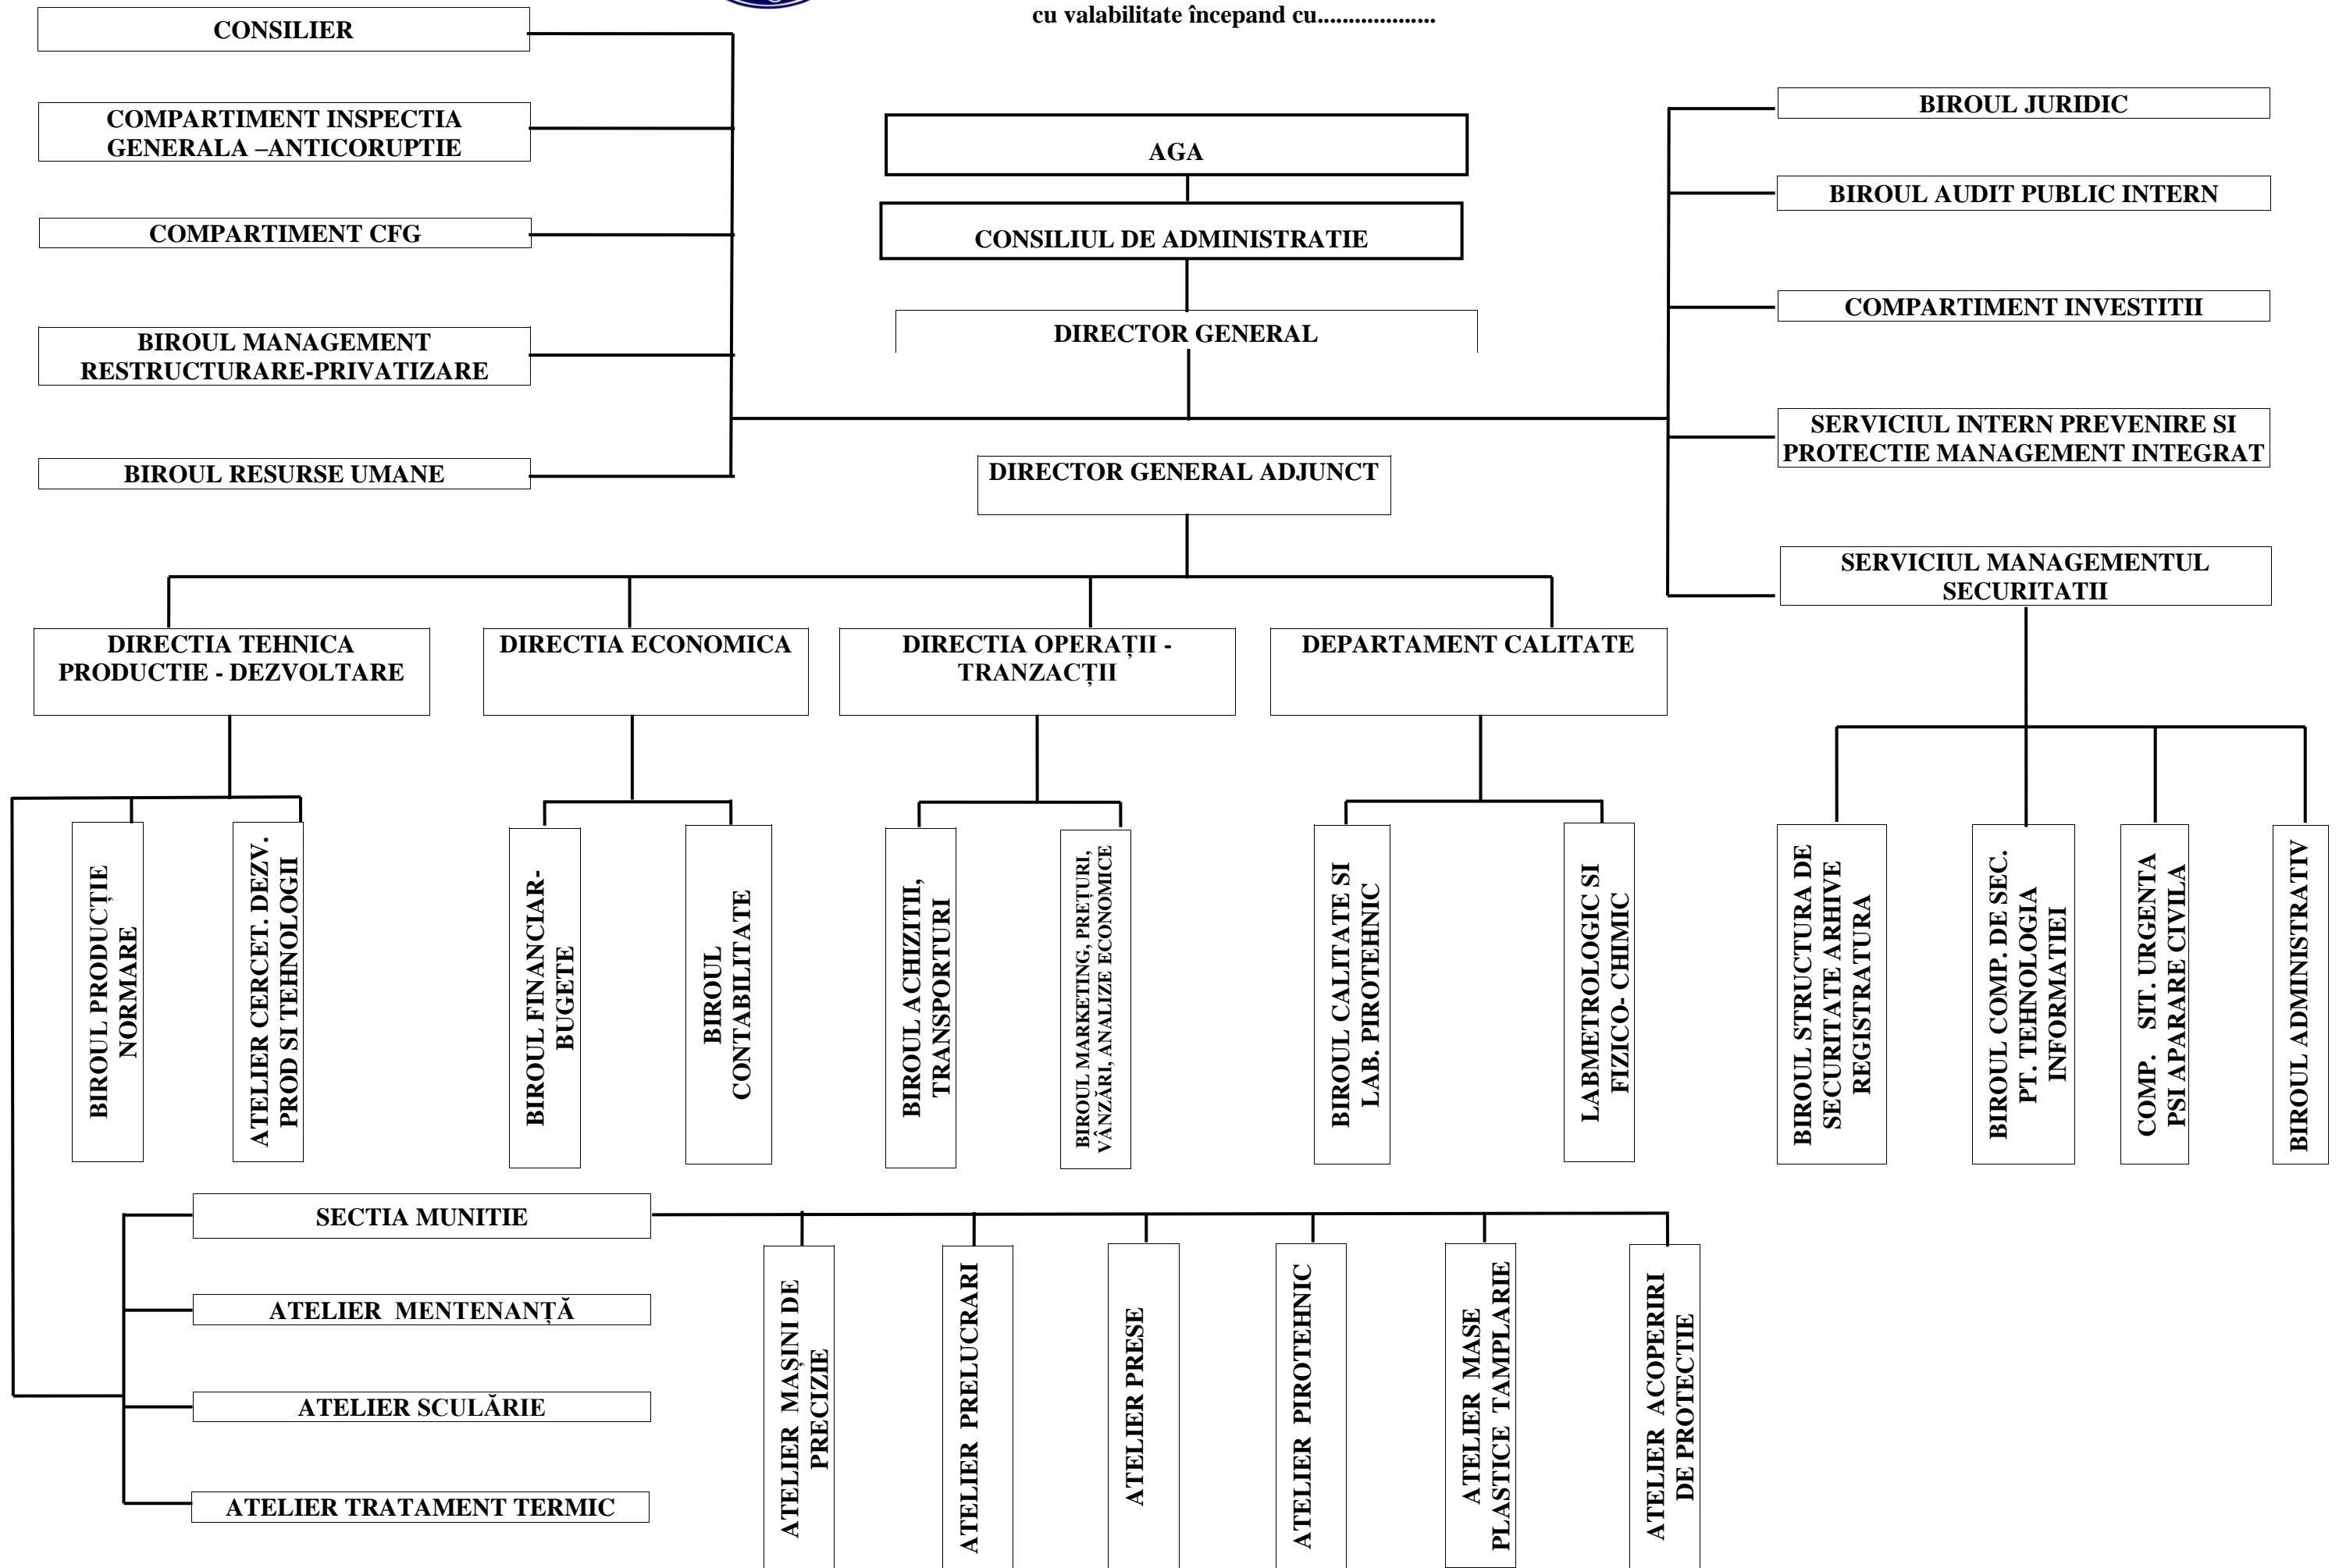 cu valabilitate începand cu...................
CONSILIER
COMPARTIMENT INSPECTIA
GENERALA –ANTICORUPTIE
COMPARTIMENT CFG
BIROUL MANAGEMENT
RESTRUCTURARE-PRIVATIZARE
BIROUL RESURSE UMANE
AGA
CONSILIUL DE ADMINISTRATIE
DIRECTOR GENERAL
DIRECTOR GENERAL ADJUNCT
BIROUL JURIDIC
BIROUL AUDIT PUBLIC INTERN
COMPARTIMENT INVESTITII
SERVICIUL INTERN PREVENIRE SI
PROTECTIE MANAGEMENT INTEGRAT
SERVICIUL MANAGEMENTUL
SECURITATII
DIRECTIA TEHNICA
PRODUCTIE - DEZVOLTARE
DIRECTIA ECONOMICA
DIRECTIA OPERAȚII -
TRANZACȚII
DEPARTAMENT CALITATE
BIROUL PRODUCȚIE
NORMARE
ATELIER CERCET. DEZV.
PROD SI TEHNOLOGII
BIROUL FINANCIAR-
BUGETE
BIROUL
CONTABILITATE
BIROUL ACHIZITII,
TRANSPORTURI
BIROUL MARKETING, PREȚURI,
VÂNZĂRI, ANALIZE ECONOMICE
BIROUL CALITATE SI
LAB. PIROTEHNIC
LABMETROLOGIC SI
FIZICO- CHIMIC
BIROUL STRUCTURA DE
SECURITATE ARHIVE
REGISTRATURA
BIROUL COMP. DE SEC.
PT. TEHNOLOGIA
INFORMATIEI
COMP. SIT. URGENTA
PSI APARARE CIVILA
BIROUL ADMINISTRATIV
SECTIA MUNITIE
ATELIER MENTENANȚĂ
ATELIER SCULĂRIE
ATELIER TRATAMENT TERMIC
ATELIER MAȘINI DE
PRECIZIE
ATELIER PRELUCRARI
ATELIER PRESE
ATELIER PIROTEHNIC
ATELIER MASE
PLASTICE TAMPLARIE
ATELIER ACOPERIRI
DE PROTECTIE